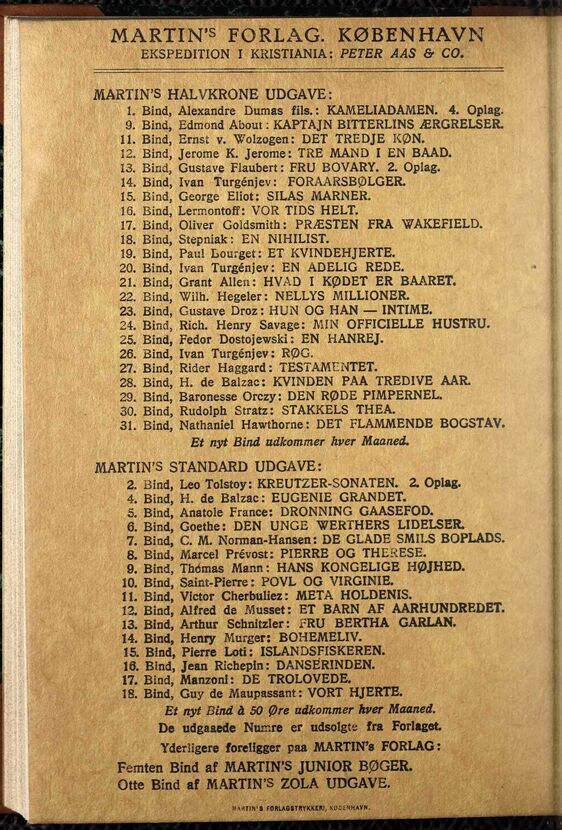 MARTIN'S FORLAG. KØBENHAVN
EKSPEDITION I KRISTIANIA: PETER AAS & CO.
MARTIN'S HALVKRONE UDGAVE:
1. Bind, Alexandre Dumas fils.: KAMELIADAMEN. 4. Oplag.
9. Bind, Edmond About: KAPTAJN BITTERLINS ÆRGRELSER.
11. Bind, Ernst v. Wolzogen: DET TREDJE KØN.
12. Bind, Jerome K. Jerome: TRE MAND I EN BAAD.
13. Bind, Gustave Flaubert: FRU BOVARY. 2. Oplag.
14. Bind, Ivan Turgénjev: FORAARSBØLGER.
15. Bind, George Eliot: SILAS MARNER.
16. Bind, Lermontoff: VOR TIDS HELT.
17. Bind, Oliver Goldsmith: PRÆSTEN FRA WAKEFIELD.
18. Bind, Stepniak: EN NIHILIST.
19. Bind, Paul Bourget: ET KVINDEHJERTE.
20. Bind, Ivan Turgénjev: EN ADELIG REDE.
21. Bind, Grant Allen: HVAD I KØDET ER BAARET.
22. Bind, Wilh. Hegeler: NELLYS MILLIONER.
23. Bind, Gustave Droz: HUN OG HAN — INTIME.
24. Bind, Rich. Henry Savage: MIN OFFICIELLE HUSTRU.
25. Bind, Fedor Dostojewski: EN HANREJ.
26. Bind, Ivan Turgénjev: RØG.
27. Bind, Rider Haggard: TESTAMENTET.
28. Bind, H. de Balzac: KVINDEN PAA TREDIVE AAR.
29. Bind, Baronesse Orczy: DEN RØDE PIMPERNEL.
30. Bind, Rudolph Stratz: STAKKELS THEA.
31. Bind, Nathaniel Hawthorne: DET FLAMMENDE BOGSTAV.
Et nyt Bind udkommer hver Maaned.
MARTIN'S STANDARD UDGAVE:
2. Bind, Leo Tolstoy: KREUTZER-SONATEN. 2. Oplag.
4. Bind, H. de Balzac: EUGENIE GRANDET.
5. Bind, Anatole France: DRONNING GAASEFOD.
6. Bind, Goethe: DEN UNGE WERTHERS LIDELSER.
7. Bind, C. M. Norman-Hansen: DE GLADE SMILS BOPLADS.
8. Bind, Marcel Prévost: PIERRE OG THERESE.
9. Bind, Thomas Mann: HANS KONGELIGE HØJHED.
10. Bind, Saint-Pierre: POVL OG VIRGINIE.
11. Bind, Victor Cherbuliez: META HOLDENIS.
12. Bind, Alfred de Musset: ET BARN AF AARHUNDREDET.
13. Bind, Arthur Schnitzler: FRU BERTHA GARLAN.
14. Bind, Henry Murger: BOHEMELIV.
15. Bind, Pierre Loti: ISLANDSFISKEREN.
16. Bind, Jean Richepin: DANSERINDEN.
17. Bind, Manzoni: DE TROLOVEDE.
18. Bind, Guy de Maupassant: VORT HJERTE.
Et nyt Bind à 50 Øre udkommer hver Maaned.
De udgaaede Numre er udsolgte fra Forlaget.
Yderligere foreligger paa MARTIN's FORLAG:
Femten Bind af MARTIN'S JUNIOR BØGER.
Otte Bind af MARTIN'S ZOLA UDGAVE.
MARTIN'S FORLAGSTRYKKERI, KØBENHAVN.